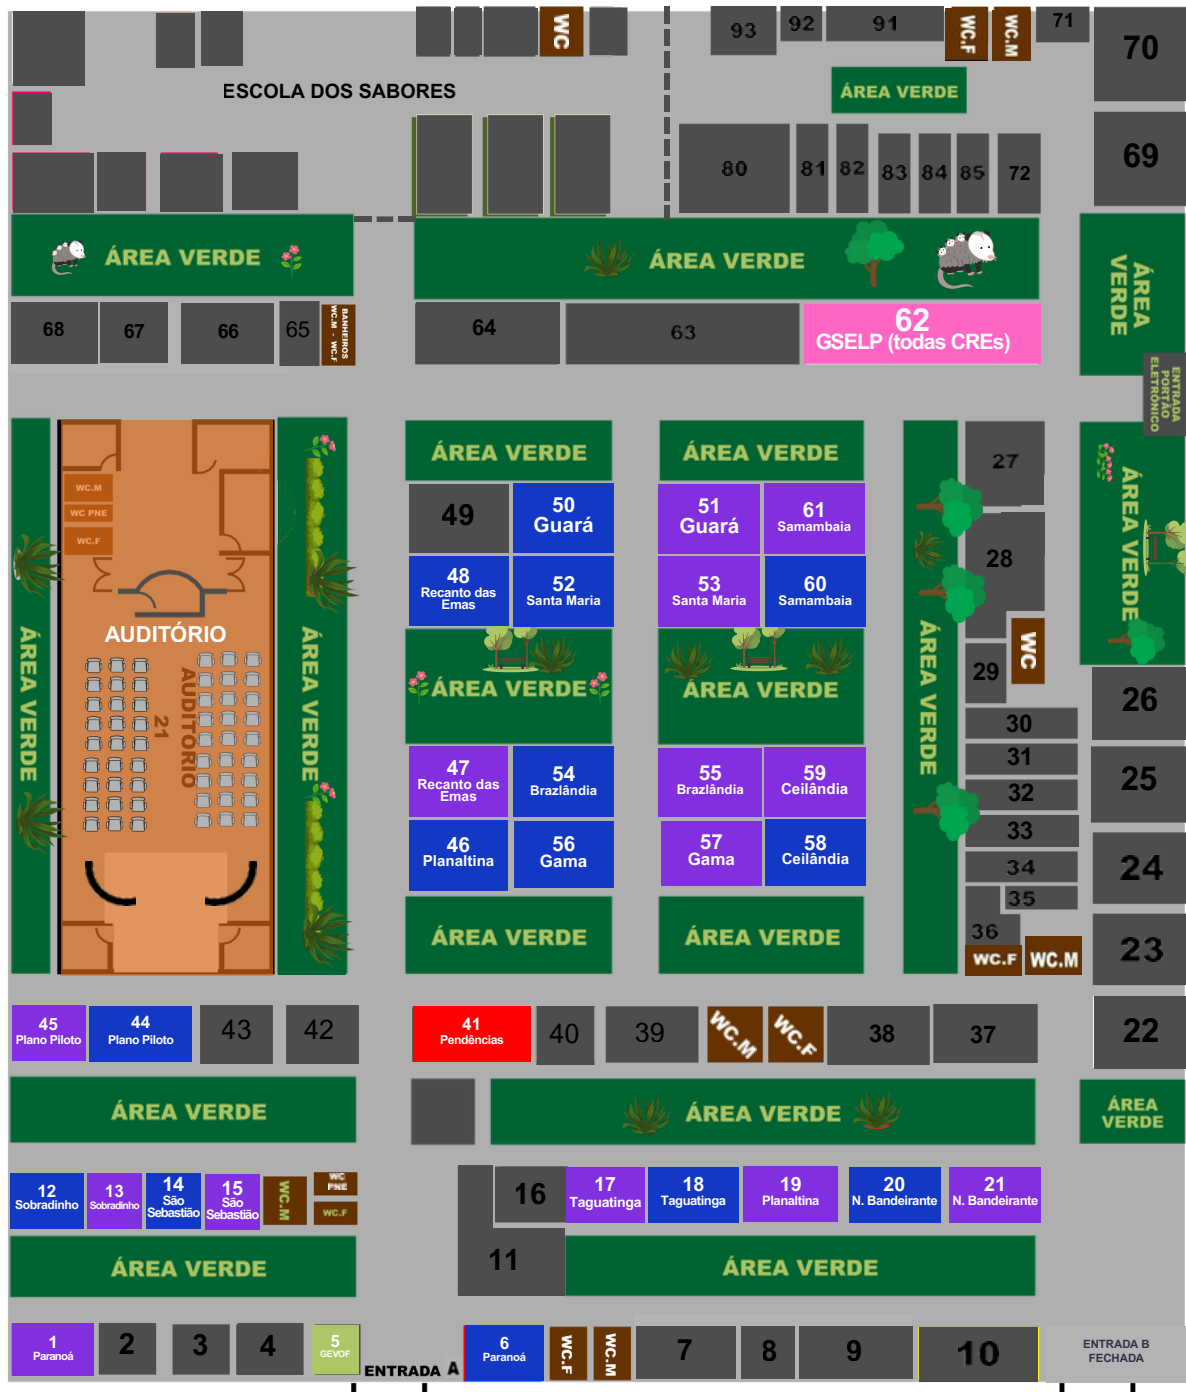 WC
93
92
91
WC.F
WC.M
71
70
ESCOLA DOS SABORES
ÁREA VERDE
69
80
81
82
83
84
85
72
ÁREA VERDE
ÁREA VERDE
ÁREA
VERDE
68
67
66
65
BANHEIROS
WC.M - WC.F
64
63
62
GSELP (todas CREs)
ENTRADA
PORTÃO
ELETRÔNICO
ÁREA VERDE
ÁREA VERDE
27
WC.M
WC PNE
WC.F
49
50
Guará
51
Guará
61
Samambaia
ÁREA VERDE
28
48
Recanto das
Emas
52
Santa Maria
53
Santa Maria
60
Samambaia
AUDITÓRIO
ÁREA VERDE
ÁREA VERDE
ÁREA VERDE
WC
29
AUDITÓRIO
21
ÁREA VERDE
ÁREA VERDE
26
30
31
32
33
34
35
36
25
47
Recanto das
Emas
54
Brazlândia
55
Brazlândia
59
Ceilândia
46
Planaltina
56
Gama
57
Gama
58
Ceilândia
24
ÁREA VERDE
ÁREA VERDE
WC.F
WC.M
23
45
Plano Piloto
44
Plano Piloto
43
42
41
Pendências
40
39
WC.M
WC.F
38
37
22
ÁREA VERDE
ÁREA VERDE
ÁREA
VERDE
12
Sobradinho
13
Sobradinho
14
São
Sebastião
15
São
Sebastião
WC.M
WC
PNE
WC.F
16
17
Taguatinga
18
Taguatinga
19
Planaltina
20
N. Bandeirante
21
N. Bandeirante
11
ÁREA VERDE
ÁREA VERDE
1
Paranoá
2
3
4
5
GEVOF
ENTRADA A
6
Paranoá
WC.F
WC.M
7
8
9
10
ENTRADA B
FECHADA